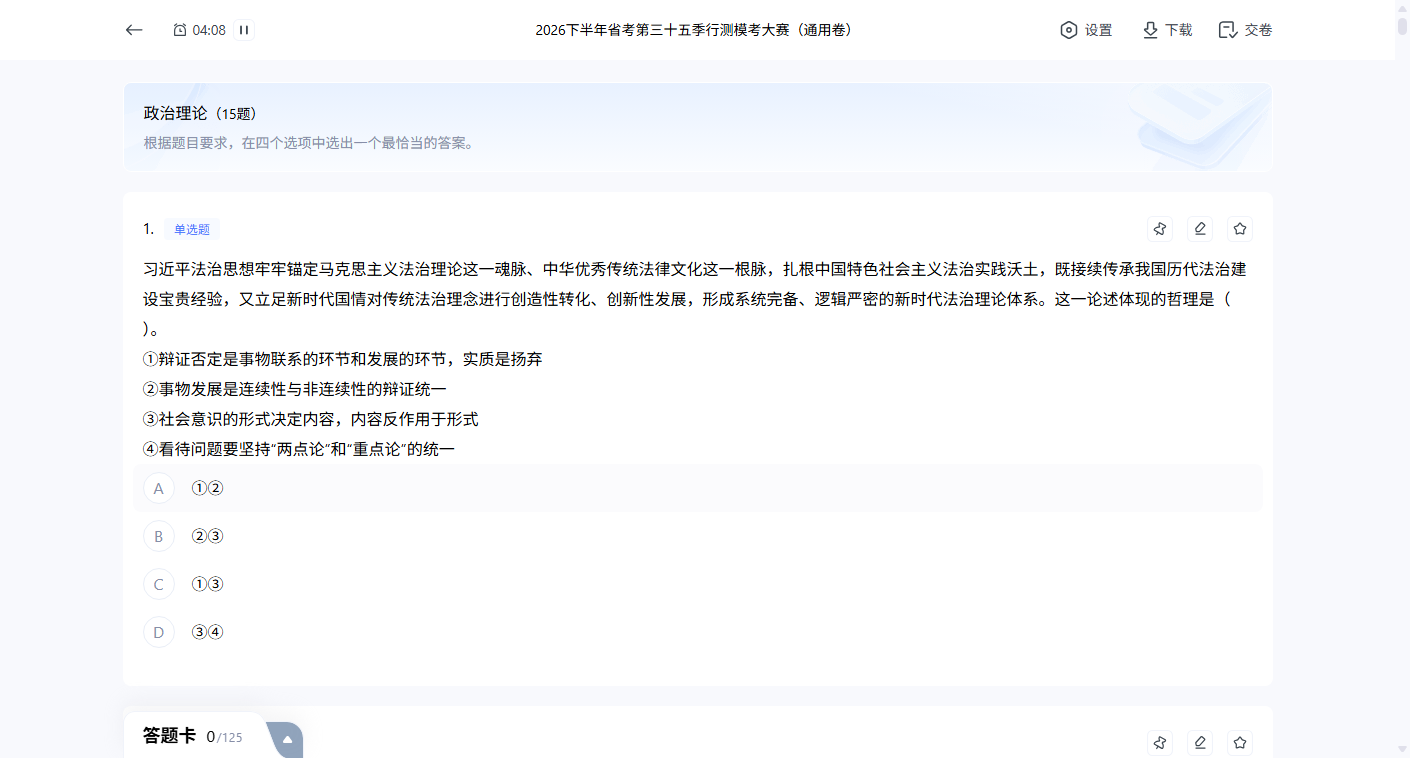 04:08
2026下半年省考第三十五季行测模考大赛（通用卷）
设置
下载
交卷
政治理论（15题）
根据题目要求，在四个选项中选出一个最恰当的答案。
1. 单选题
习近平法治思想牢牢锚定马克思主义法治理论这一魂脉、中华优秀传统法律文化这一根脉，扎根中国特色社会主义法治实践沃土，既接续传承我国历代法治建
设宝贵经验，又立足新时代国情对传统法治理念进行创造性转化、创新性发展，形成系统完备、逻辑严密的新时代法治理论体系。这一论述体现的哲理是（
）。
①辩证否定是事物联系的环节和发展的环节，实质是扬弃
②事物发展是连续性与非连续性的辩证统一
③社会意识的形式决定内容，内容反作用于形式
④看待问题要坚持“两点论”和“重点论”的统一
A ①②
B ②③
C ①③
D ③④
答题卡 0/125